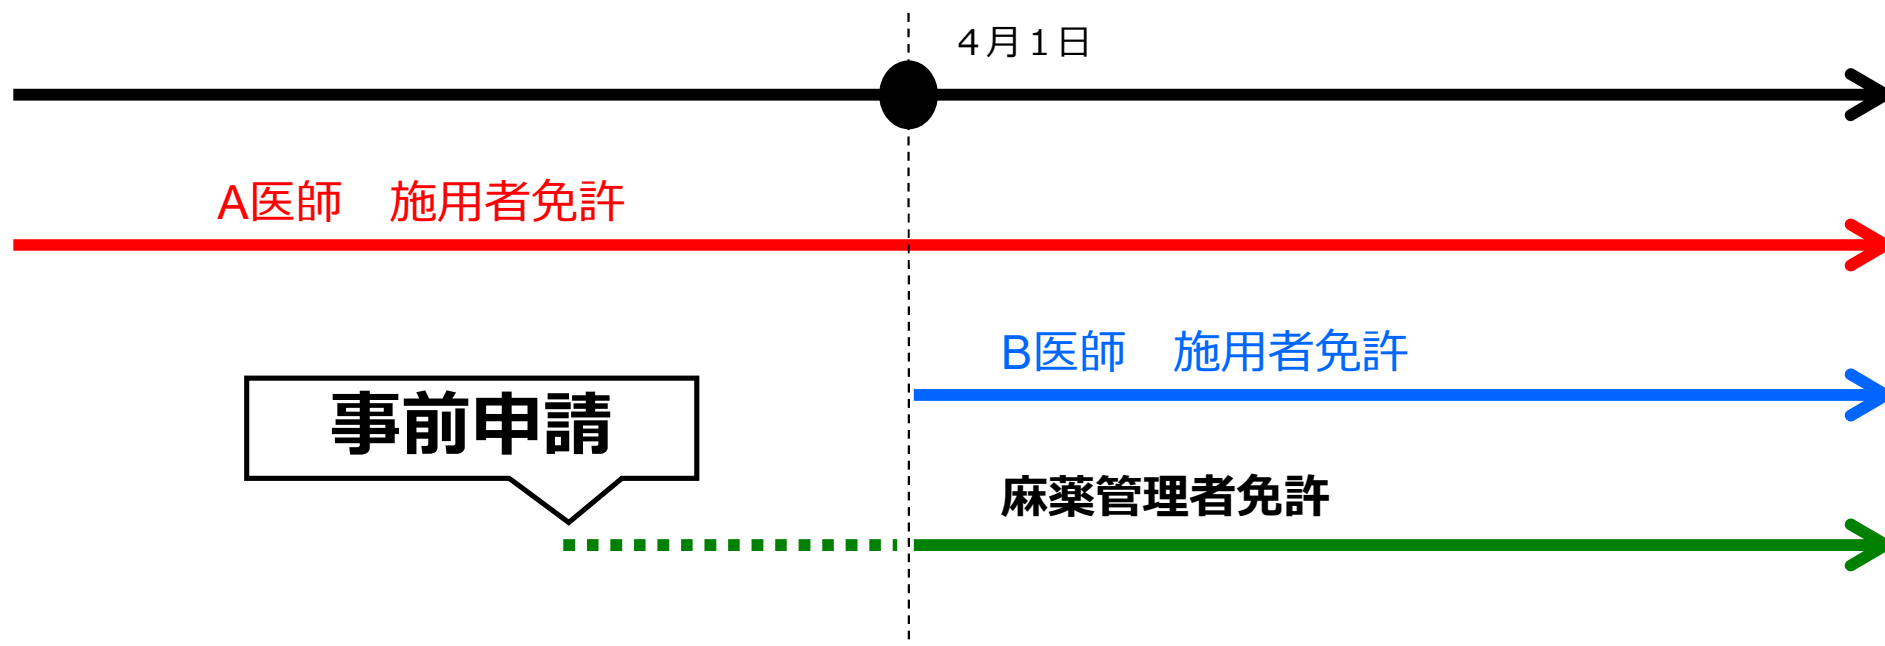 ４月１日
A医師　施用者免許
B医師　施用者免許
事前申請
麻薬管理者免許